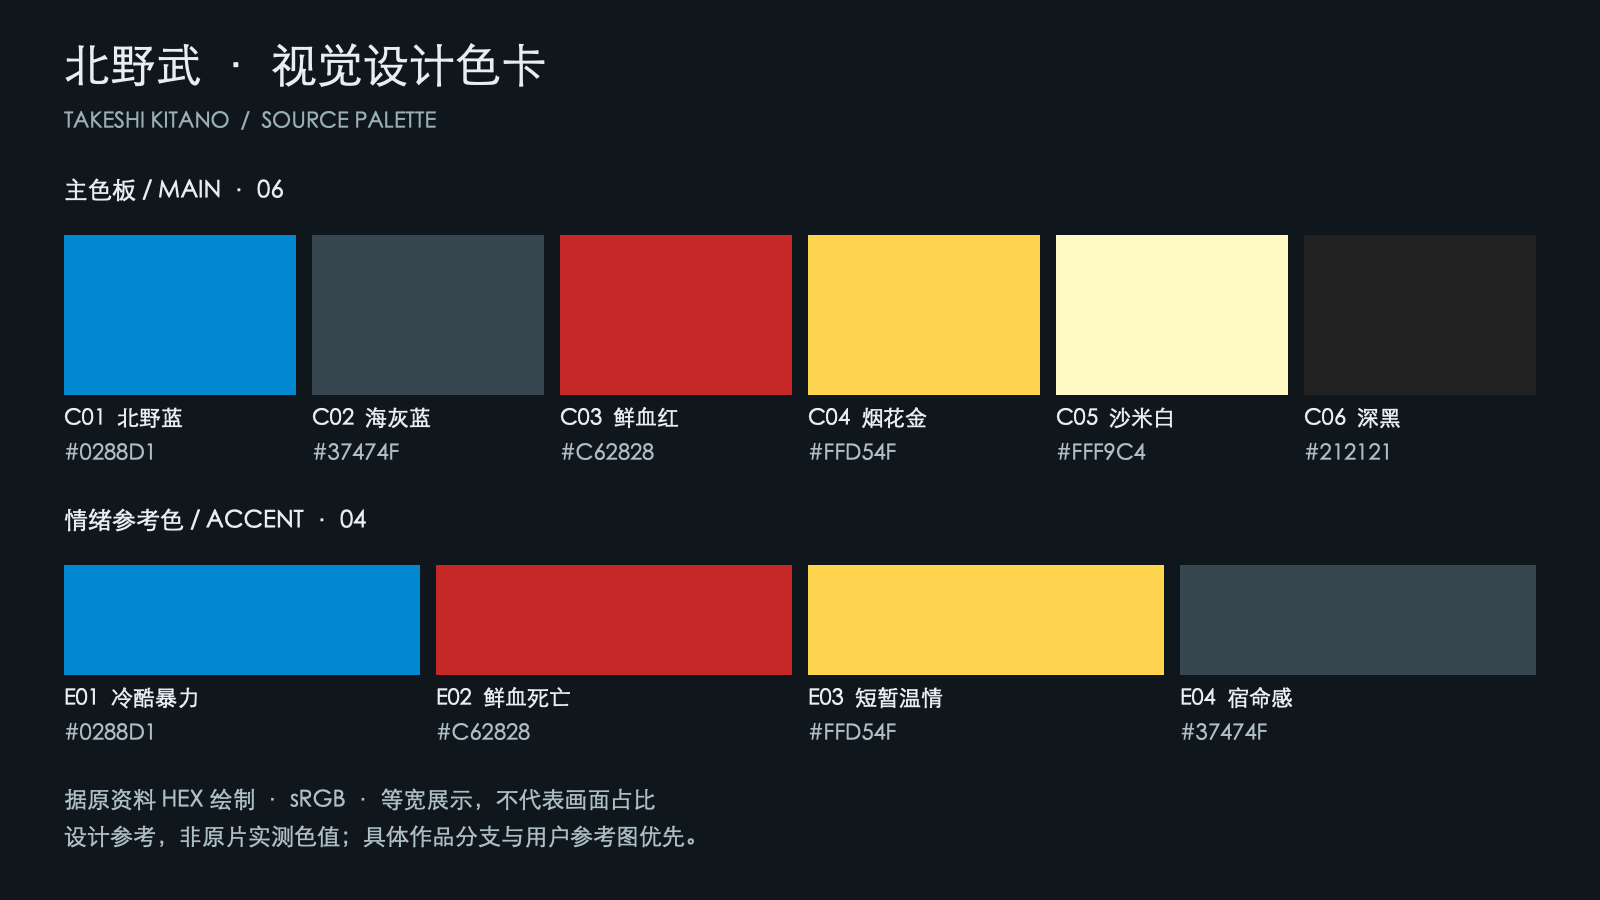 北野武 · 视觉设计色卡
TAKESHI KITANO / SOURCE PALETTE
主色板 / MAIN · 06
C01 北野蓝
#0288D1
C02 海灰蓝
#37474F
C03 鲜血红
#C62828
C04 烟花金
#FFD54F
C05 沙米白
#FFF9C4
C06 深黑
#212121
情绪参考色 / ACCENT · 04
E01 冷酷暴力
#0288D1
E02 鲜血死亡
#C62828
E03 短暂温情
#FFD54F
E04 宿命感
#37474F
据原资料 HEX 绘制 · sRGB · 等宽展示，不代表画面占比
设计参考，非原片实测色值；具体作品分支与用户参考图优先。